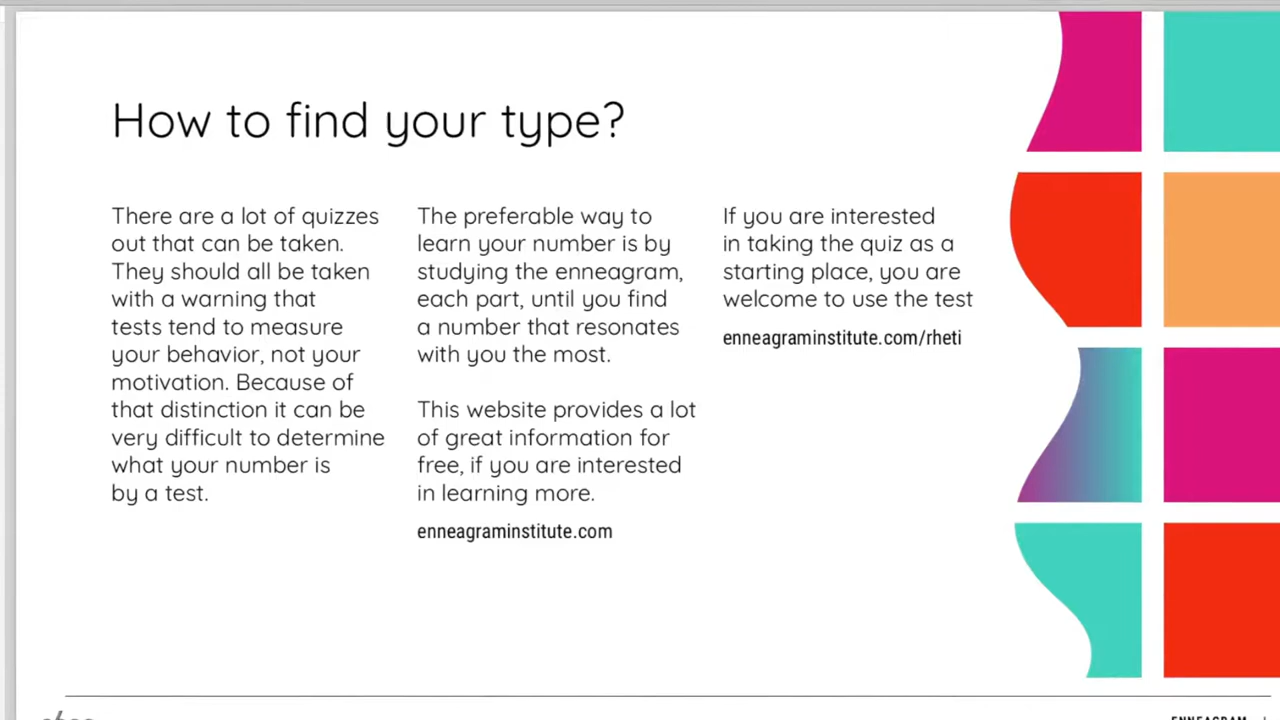 How to find your type?
There are a lot of quizzes
out that can be taken.
They should all be taken
with a warning that
tests tend to measure
your behavior, not your
motivation. Because of
that distinction it can be
very difficult to determine
what your number is
by a test.
The preferable way to
learn your number is by
studying the enneagram,
each part, until you find
a number that resonates
with you the most.
This website provides a lot
of great information for
free, if you are interested
in learning more.
enneagraminstitute.com
If you are interested
in taking the quiz as a
starting place, you are
welcome to use the test
enneagraminstitute.com/rheti
ENNEAGRAM